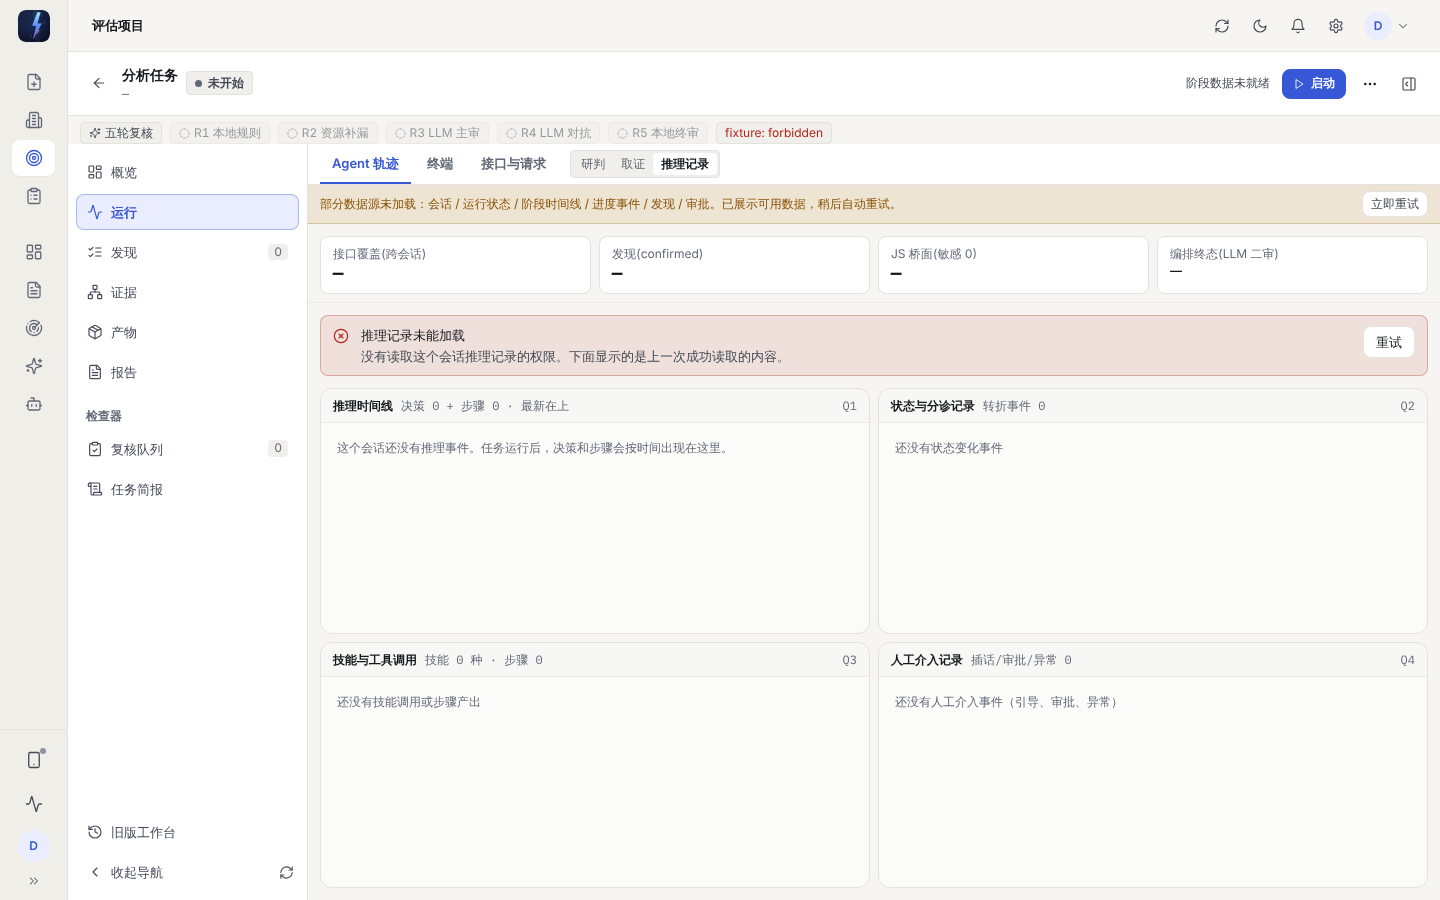 评估项目
D
分析任务
—
未开始
阶段数据未就绪
启动
五轮复核
R1 本地规则
R2 资源补漏
R3 LLM 主审
R4 LLM 对抗
R5 本地终审
fixture: forbidden
概览
运行
发现
0
证据
产物
报告
检查器
复核队列
0
任务简报
旧版工作台
收起导航
D
Agent 轨迹
终端
接口与请求
研判
取证
推理记录
部分数据源未加载：会话 / 运行状态 / 阶段时间线 / 进度事件 / 发现 / 审批。已展示可用数据，稍后自动重试。
立即重试
接口覆盖(跨会话)
—
发现(confirmed)
—
JS 桥面(敏感 0)
—
编排终态(LLM 二审)
—
推理记录未能加载
没有读取这个会话推理记录的权限。下面显示的是上一次成功读取的内容。
重试
推理时间线 决策 0 + 步骤 0 · 最新在上 Q1
这个会话还没有推理事件。任务运行后，决策和步骤会按时间出现在这里。
状态与分诊记录 转折事件 0 Q2
还没有状态变化事件
技能与工具调用 技能 0 种 · 步骤 0 Q3
还没有技能调用或步骤产出
人工介入记录 插话/审批/异常 0 Q4
还没有人工介入事件（引导、审批、异常）